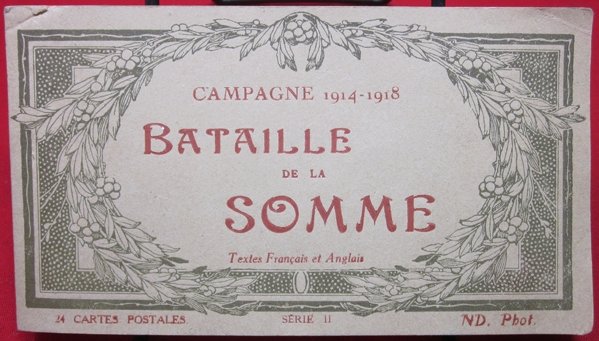 CAMPAGNE 1914-1918
BATAILLE
DE LA
SOMME
Textes Français et Anglais
24 CARTES POSTALES. SÉRIE II ND. Phot.